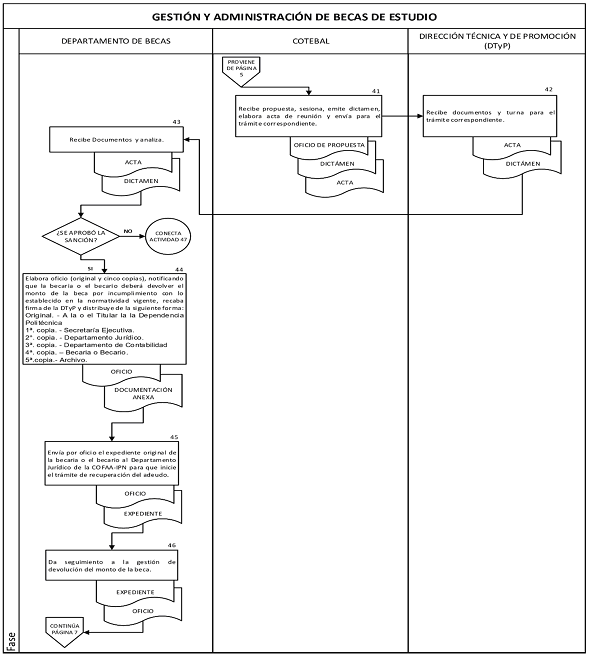 GESTIÓN Y ADMINISTRACIÓN DE BECAS DE ESTUDIO
Fase
DEPARTAMENTO DE BECAS
COTEBAL
DIRECCIÓN TÉCNICA Y DE PROMOCIÓN
(DTyP)
PROVIENE
DE PÁGINA
5
41
Recibe propuesta, sesiona, emite dictamen,
elabora acta de reunión y envía para el
trámite correspondiente.
OFICIO DE PROPUESTA
DICTÁMEN
ACTA
42
Recibe documentos y turna para el
trámite correspondiente.
ACTA
DICTÁMEN
43
Recibe Documentos y analiza.
ACTA
DICTAMEN
¿SE APROBÓ LA
SANCIÓN?
NO
CONECTA
ACTIVIDAD 47
SI
44
Elabora oficio (original y cinco copias), notificando
que la becaria o el becario deberá devolver el
monto de la beca por incumplimiento con lo
establecido en la normatividad vigente, recaba
firma de la DTyP y distribuye de la siguiente forma:
Original. - A la o el Titular la la Dependencia
Politécnica
1ª. copia. - Secretaría Ejecutiva.
2ª. copia. - Departamento Jurídico.
3ª. copia. - Departamento de Contabilidad
4ª. copia. – Becaria o Becario.
5ª.copia.- Archivo.
OFICIO
DOCUMENTACIÓN
ANEXA
45
Envía por oficio el expediente original de
la becaria o el becario al Departamento
Jurídico de la COFAA-IPN para que inicie
el trámite de recuperación del adeudo.
OFICIO
EXPEDIENTE
46
Da seguimiento a la gestión de
devolución del monto de la beca.
EXPEDIENTE
OFICIO
CONTINÚA
PÁGINA 7